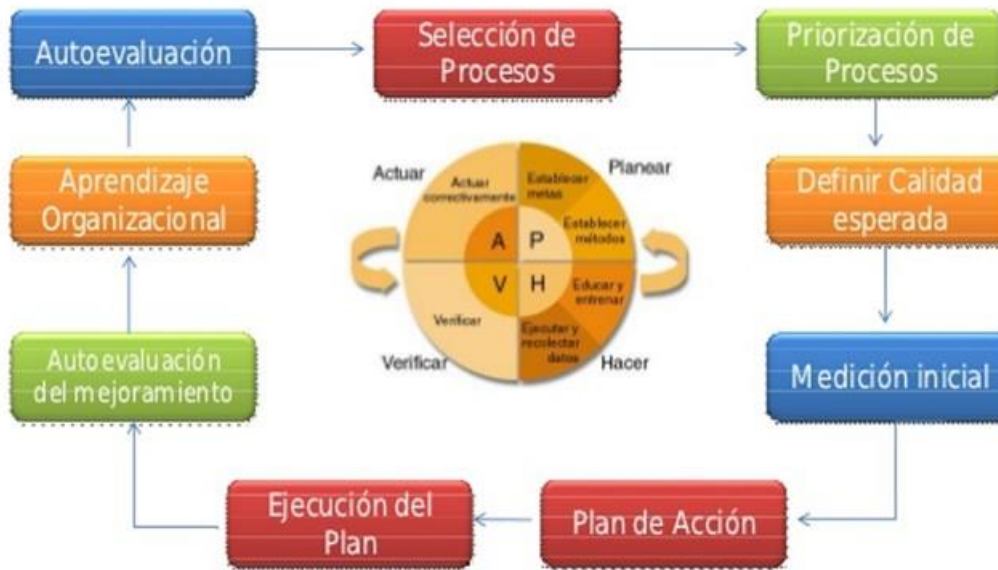 Autoevaluación
Selección de
Procesos
Priorización de
Procesos
Definir Calidad
esperada
Medición inicial
Plan de Acción
Ejecución del
Plan
Autoevaluación
del mejoramiento
Aprendizaje
Organizacional
Actuar
Actuar
correctivamente
A
Planear
Establecer
metas
Establecer
métodos
P
Hacer
Educar y
entrenar
Ejecutar y
recolectar
datos
H
Verificar
Verificar
V